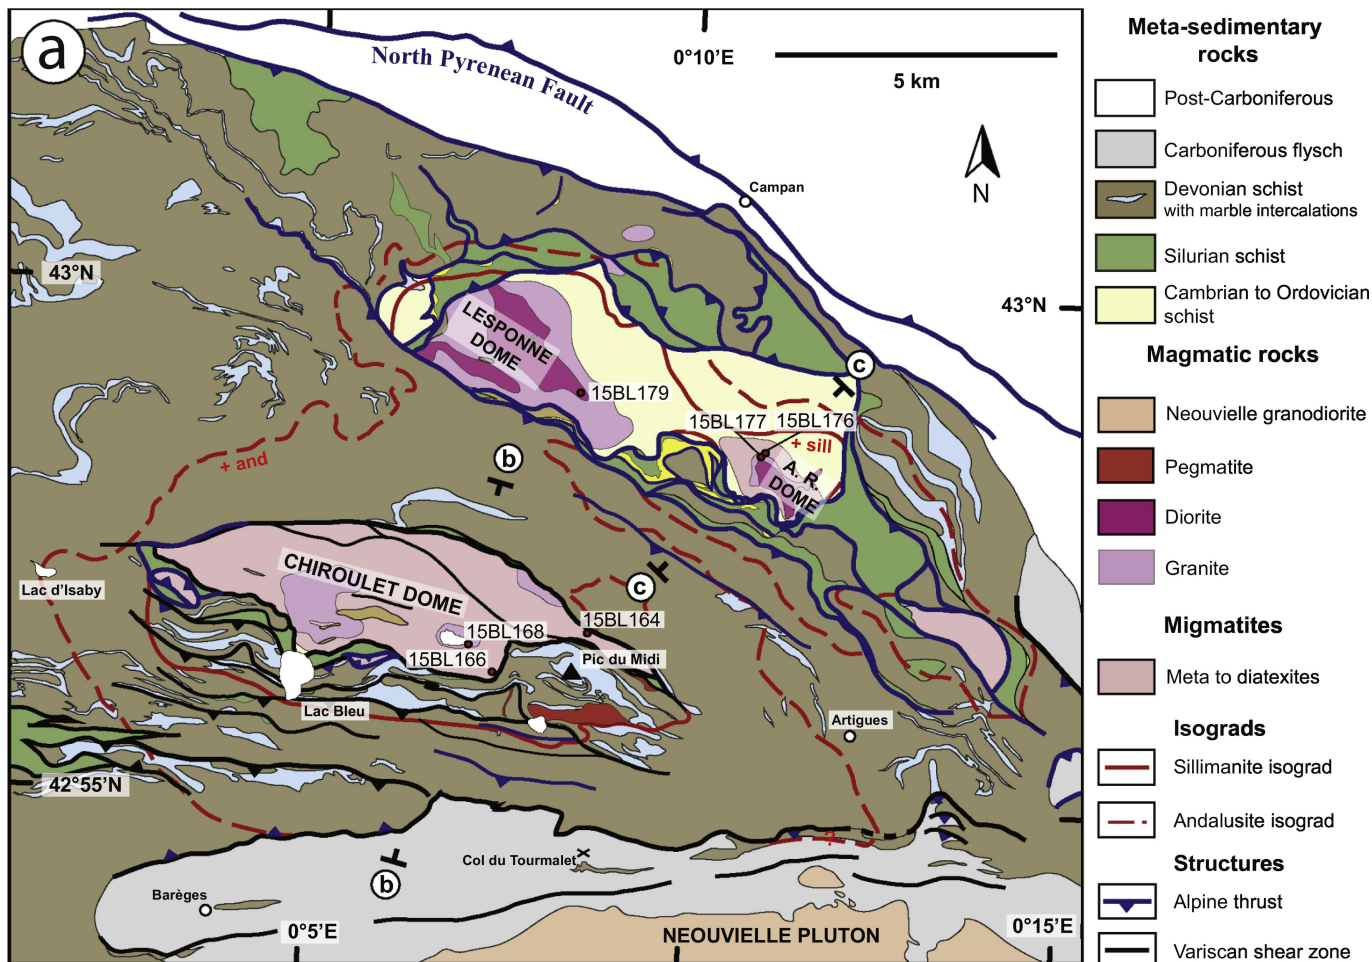 a
North Pyrenean Fault
0°10'E
5 km
N
Campan
43°N
43°N
LESPONNE
DOME
c
15BL179
15BL177
15BL176
+ sill
A. R.
DOME
b
+ and
CHIROULET DOME
Lac d'Isaby
c
15BL164
15BL168
15BL166
Pic du Midi
Lac Bleu
Artigues
42°55'N
?
Col du Tourmalet
b
Barèges
0°5'E
NEOUVIELLE PLUTON
0°15'E
Meta-sedimentary
rocks
Post-Carboniferous
Carboniferous flysch
Devonian schist
with marble intercalations
Silurian schist
Cambrian to Ordovician
schist
Magmatic rocks
Neouvielle granodiorite
Pegmatite
Diorite
Granite
Migmatites
Meta to diatexites
Isograds
Sillimanite isograd
Andalusite isograd
Structures
Alpine thrust
Variscan shear zone